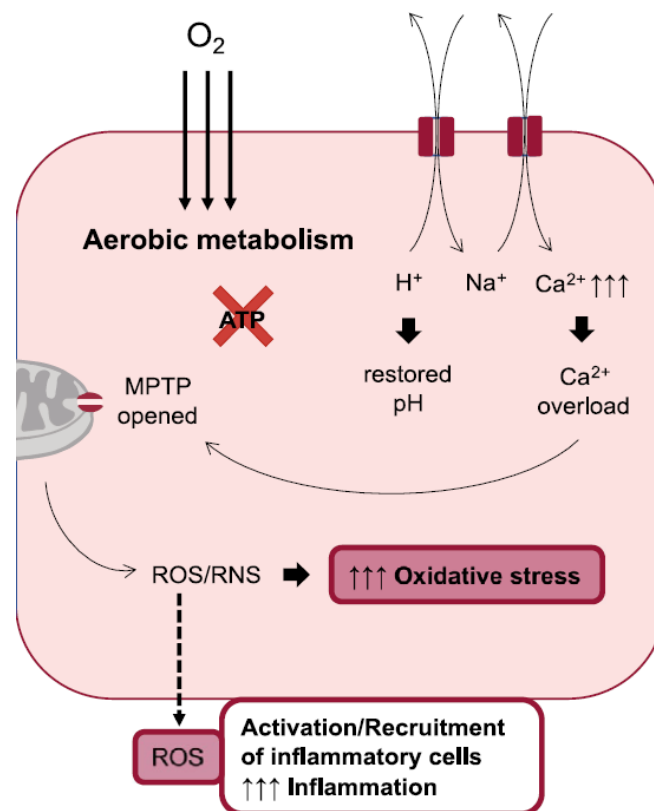 O₂
Aerobic metabolism
ATP
H⁺ Na⁺ Ca²⁺ ↑↑↑
restored
pH
Ca²⁺
overload
MPTP
opened
ROS/RNS
↑↑↑ Oxidative stress
ROS
Activation/Recruitment
of inflammatory cells
↑↑↑ Inflammation